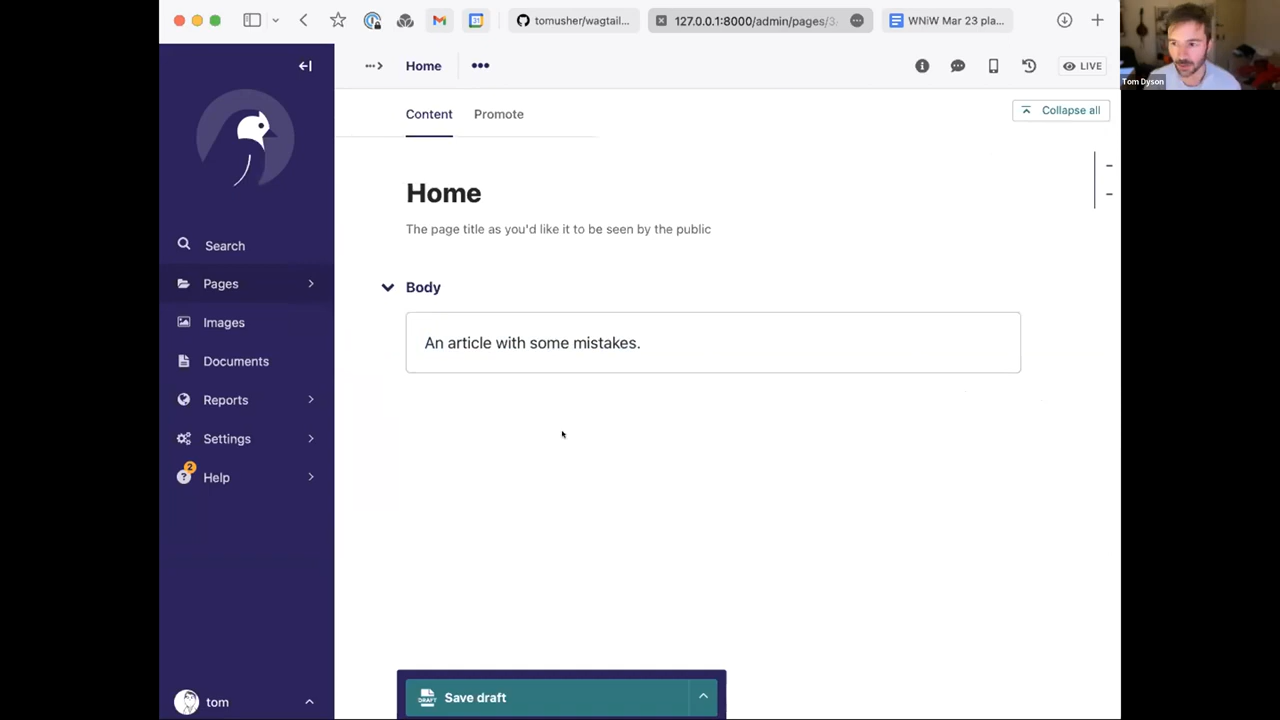 tomusher/wagtail...
127.0.0.1:8000/admin/pages/3
WNiW Mar 23 pla...
Tom Dyson
Home
LIVE
Content
Promote
Collapse all
Home
The page title as you'd like it to be seen by the public
Body
An article with some mistakes.
Search
Pages
Images
Documents
Reports
Settings
2
Help
tom
DRAFT
Save draft